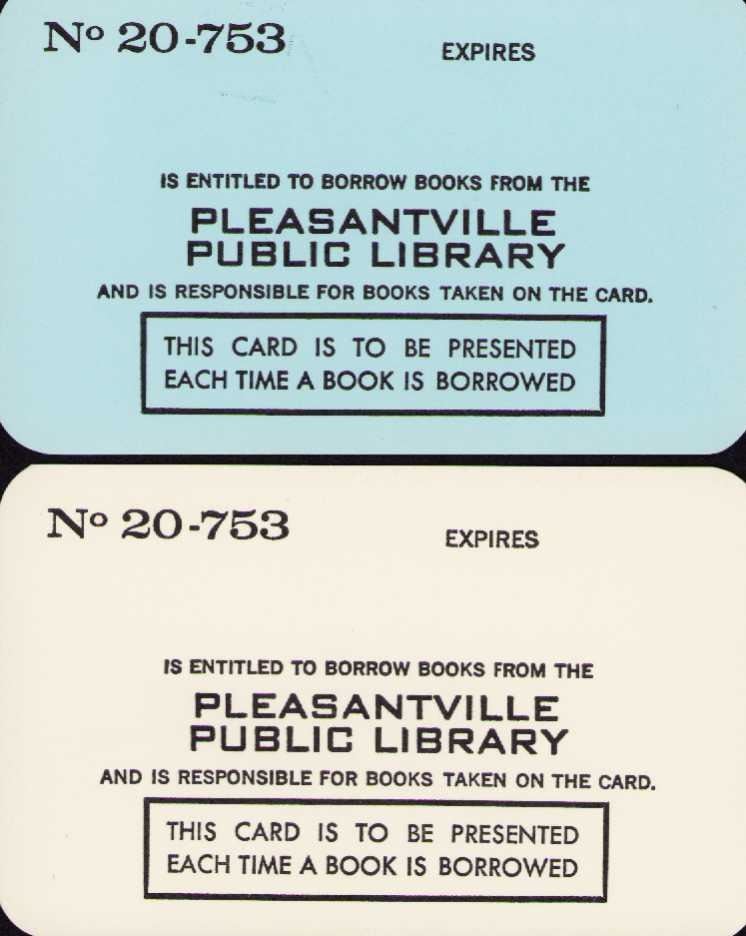 Nº 20-753
EXPIRES
IS ENTITLED TO BORROW BOOKS FROM THE
PLEASANTVILLE
PUBLIC LIBRARY
AND IS RESPONSIBLE FOR BOOKS TAKEN ON THE CARD.
THIS CARD IS TO BE PRESENTED
EACH TIME A BOOK IS BORROWED
Nº 20-753
EXPIRES
IS ENTITLED TO BORROW BOOKS FROM THE
PLEASANTVILLE
PUBLIC LIBRARY
AND IS RESPONSIBLE FOR BOOKS TAKEN ON THE CARD.
THIS CARD IS TO BE PRESENTED
EACH TIME A BOOK IS BORROWED